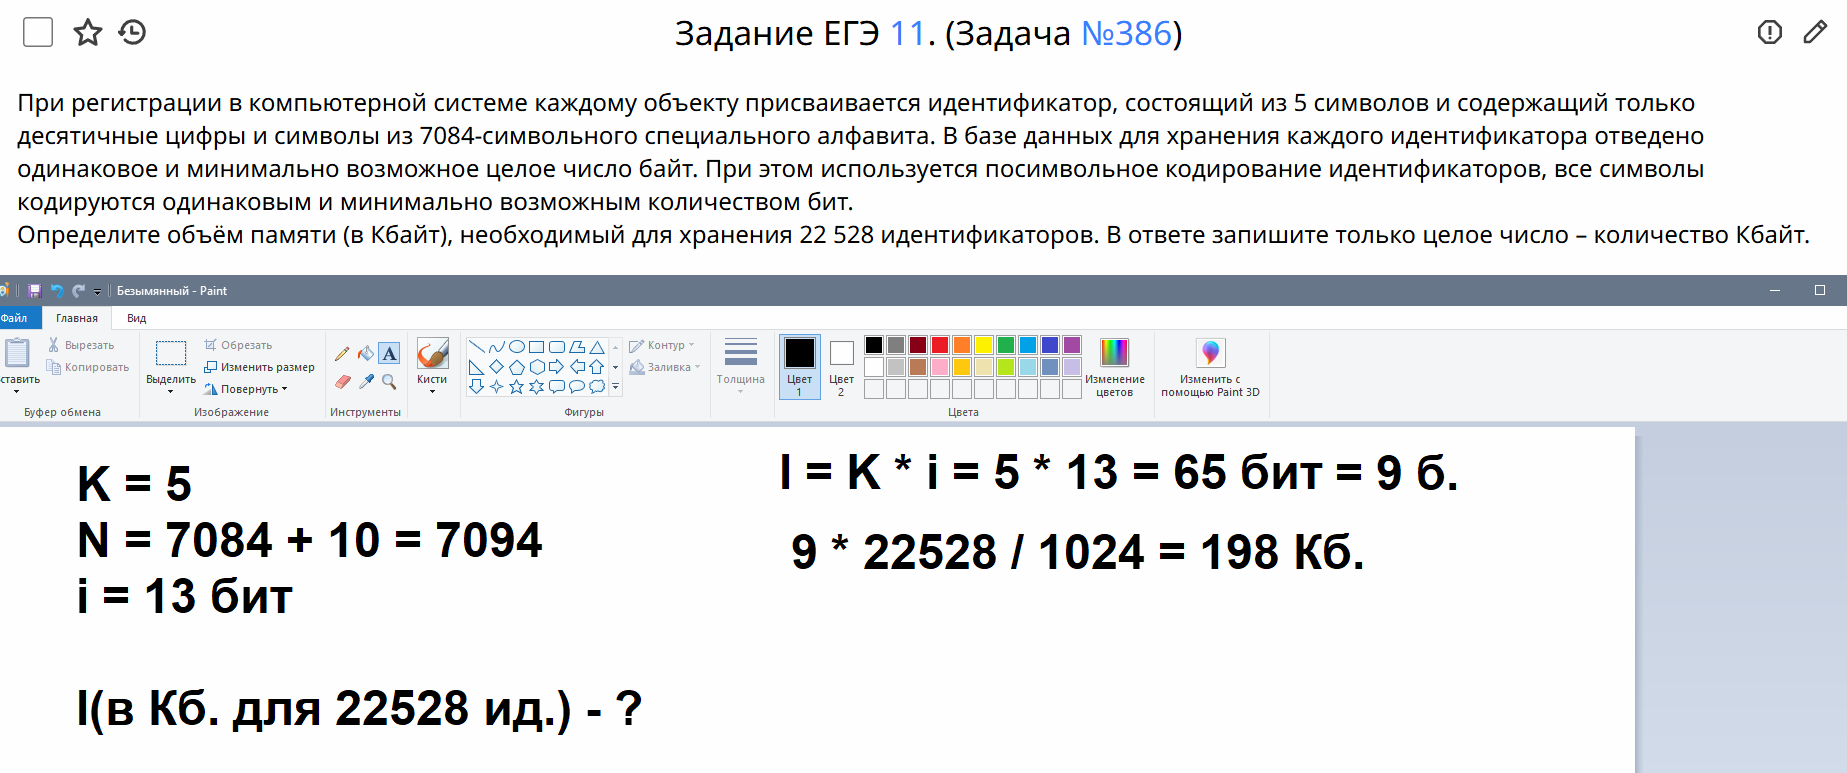 Задание ЕГЭ 11. (Задача №386)
При регистрации в компьютерной системе каждому объекту присваивается идентификатор, состоящий из 5 символов и содержащий только
десятичные цифры и символы из 7084-символьного специального алфавита. В базе данных для хранения каждого идентификатора отведено
одинаковое и минимально возможное целое число байт. При этом используется посимвольное кодирование идентификаторов, все символы
кодируются одинаковым и минимально возможным количеством бит.
Определите объём памяти (в Кбайт), необходимый для хранения 22 528 идентификаторов. В ответе запишите только целое число – количество Кбайт.
Безымянный - Paint
Файл Главная Вид
ставить
Вырезать
Копировать
Буфер обмена
Выделить
Обрезать
Изменить размер
Повернуть
Изображение
A
Инструменты
Кисти
Контур
Заливка
Фигуры
Толщина
Цвет
1
Цвет
2
Цвета
Изменение
цветов
Изменить с
помощью Paint 3D
K = 5
N = 7084 + 10 = 7094
i = 13 бит
I(в Кб. для 22528 ид.) - ?
I = K * i = 5 * 13 = 65 бит = 9 б.
9 * 22528 / 1024 = 198 Кб.